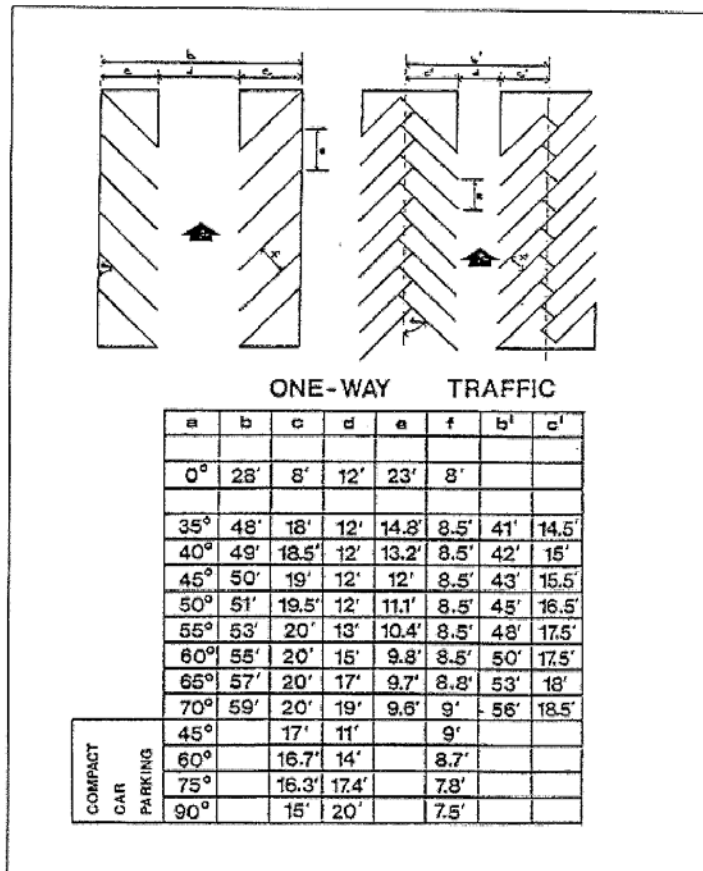 b b'
c d c c' d c'
ONE-WAY TRAFFIC
a b c d e f b' c'
0° 28' 8' 12' 23' 8'
35° 48' 18' 12' 14.8' 8.5' 41' 14.5'
40° 49' 18.5' 12' 13.2' 8.5' 42' 15'
45° 50' 19' 12' 12' 8.5' 43' 15.5'
50° 51' 19.5' 12' 11.1' 8.5' 45' 16.5'
55° 53' 20' 13' 10.4' 8.5' 48' 17.5'
60° 55' 20' 15' 9.8' 8.5' 50' 17.5'
65° 57' 20' 17' 9.7' 8.8' 53' 18'
70° 59' 20' 19' 9.6' 9' 56' 18.5'
45° 17' 11' 9'
60° 16.7' 14' 8.7'
75° 16.3' 17.4' 7.8'
90° 15' 20' 7.5'
COMPACT
CAR
PARKING